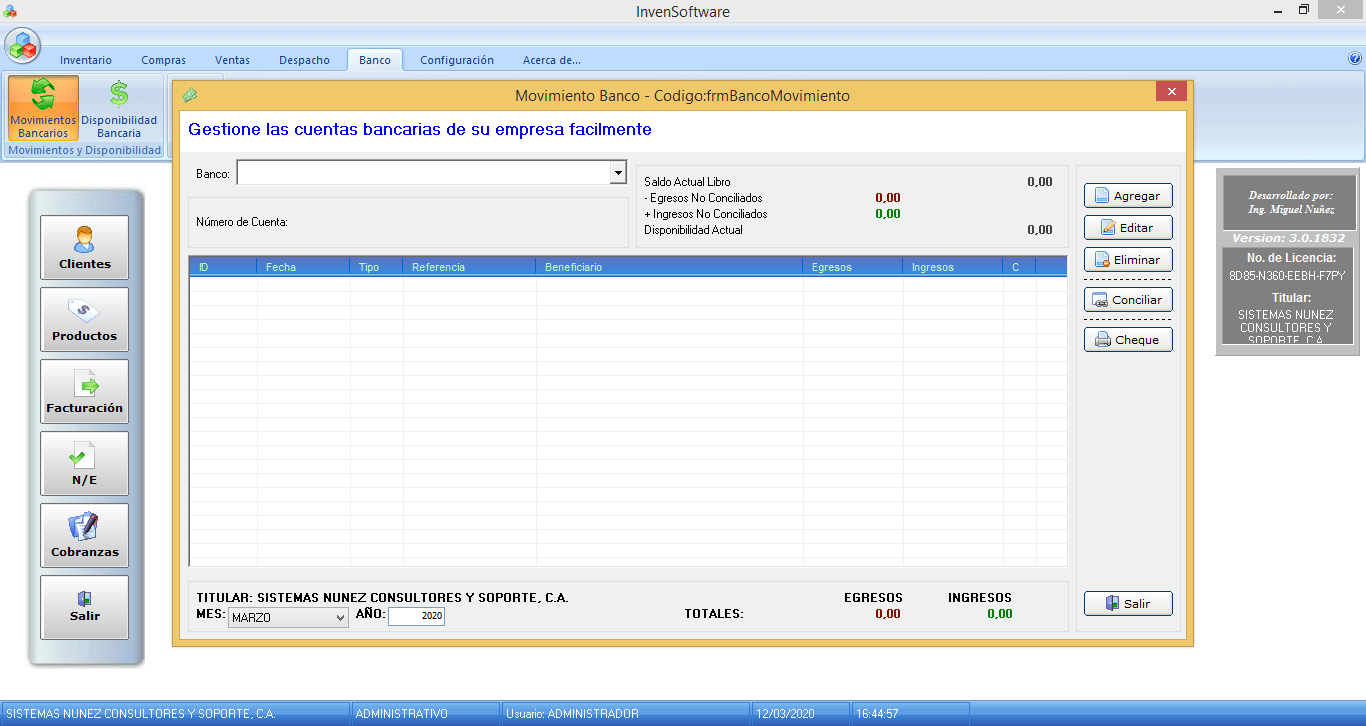 InvenSoftware
Inventario
Compras
Ventas
Despacho
Banco
Configuración
Acerca de...
Movimientos
Bancarios
Disponibilidad
Bancaria
Movimientos y Disponibilidad
Movimiento Banco - Codigo:frmBancoMovimiento
Gestione las cuentas bancarias de su empresa facilmente
Banco:
Número de Cuenta:
Saldo Actual Libro 0,00
- Egresos No Conciliados 0,00
+ Ingresos No Conciliados 0,00
Disponibilidad Actual 0,00
ID Fecha Tipo Referencia Beneficiario Egresos Ingresos C
TITULAR: SISTEMAS NUNEZ CONSULTORES Y SOPORTE, C.A.
MES: MARZO AÑO: 2020
TOTALES:
EGRESOS INGRESOS
0,00 0,00
Agregar
Editar
Eliminar
Conciliar
Cheque
Salir
Clientes
Productos
Facturación
N/E
Cobranzas
Salir
Desarrollado por:
Ing. Miguel Nuñez
Version: 3.0.1832
No. de Licencia:
8D85-N360-EEBH-F7PY
Titular:
SISTEMAS NUNEZ
CONSULTORES Y
SOPORTE, C.A.
SISTEMAS NUNEZ CONSULTORES Y SOPORTE, C.A.
ADMINISTRATIVO
Usuario: ADMINISTRADOR
12/03/2020
16:44:57